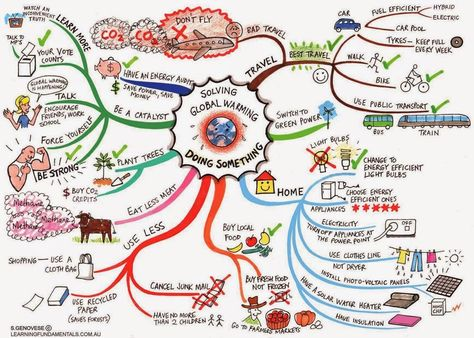 SOLVING
GLOBAL WARMING
DOING SOMETHING
WATCH AN
INCONVENIENT
TRUTH
LEARN MORE
TALK TO
MP'S
YOUR VOTE
COUNTS
GLOBAL WARMING
IS HAPPENING!
TALK
ENCOURAGE
FRIENDS, WORK,
SCHOOL
FORCE YOURSELF
BE STRONG
BE A CATALYST
HAVE AN ENERGY AUDIT
SAVE POWER, SAVE
MONEY
PLANT TREES
$ BUY CO2
CREDITS
CO2
CO2
DON'T FLY
BAD TRAVEL
TRAVEL
BEST TRAVEL
CAR
FUEL EFFICIENT
HYBRID
ELECTRIC
CAR POOL
TYRES - KEEP FULL
EVERY WEEK
WALK
BIKE
USE PUBLIC TRANSPORT
BUS
TRAIN
SWITCH TO
GREEN POWER
HOME
LIGHT BULBS
CHANGE TO
ENERGY EFFICIENT
LIGHT BULBS
CHOOSE ENERGY
EFFICIENT ONES
APPLIANCES
ELECTRICITY
TURN OFF APPLIANCES AT
THE POWER POINT
USE CLOTHES LINE
NOT DRYER
INSTALL PHOTO-VOLTAIC PANELS
HAVE A SOLAR WATER HEATER
HAVE INSULATION
BUY LOCAL
FOOD
BUY FRESH FOOD
NOT FROZEN
GO TO FARMERS MARKETS
EAT LESS MEAT
Methane
Methane
Methane
USE LESS
SHOPPING
USE A
CLOTH BAG
USE RECYCLED
PAPER
(SAVES FORESTS)
CANCEL JUNK MAIL
HAVE NO MORE
THAN 2 CHILDREN
S.GENOVESE ©
LEARNINGFUNDAMENTALS.COM.AU